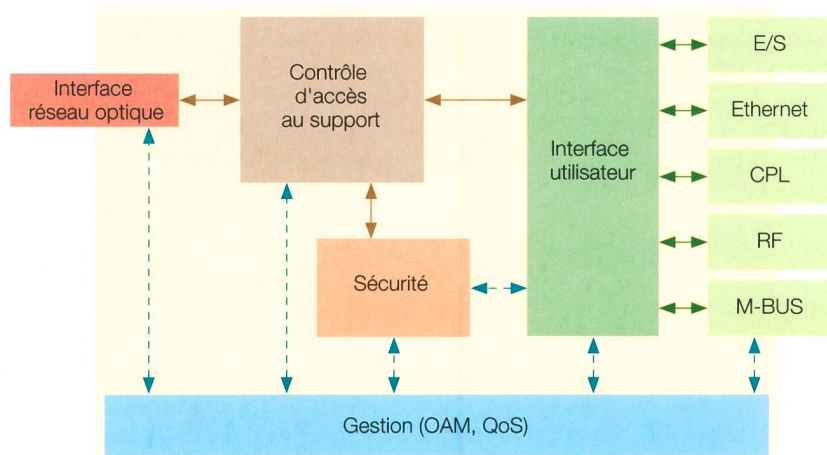 Interface
réseau optique
Contrôle
d'accès
au support
Interface
utilisateur
E/S
Ethernet
CPL
RF
M-BUS
Sécurité
Gestion (OAM, QoS)